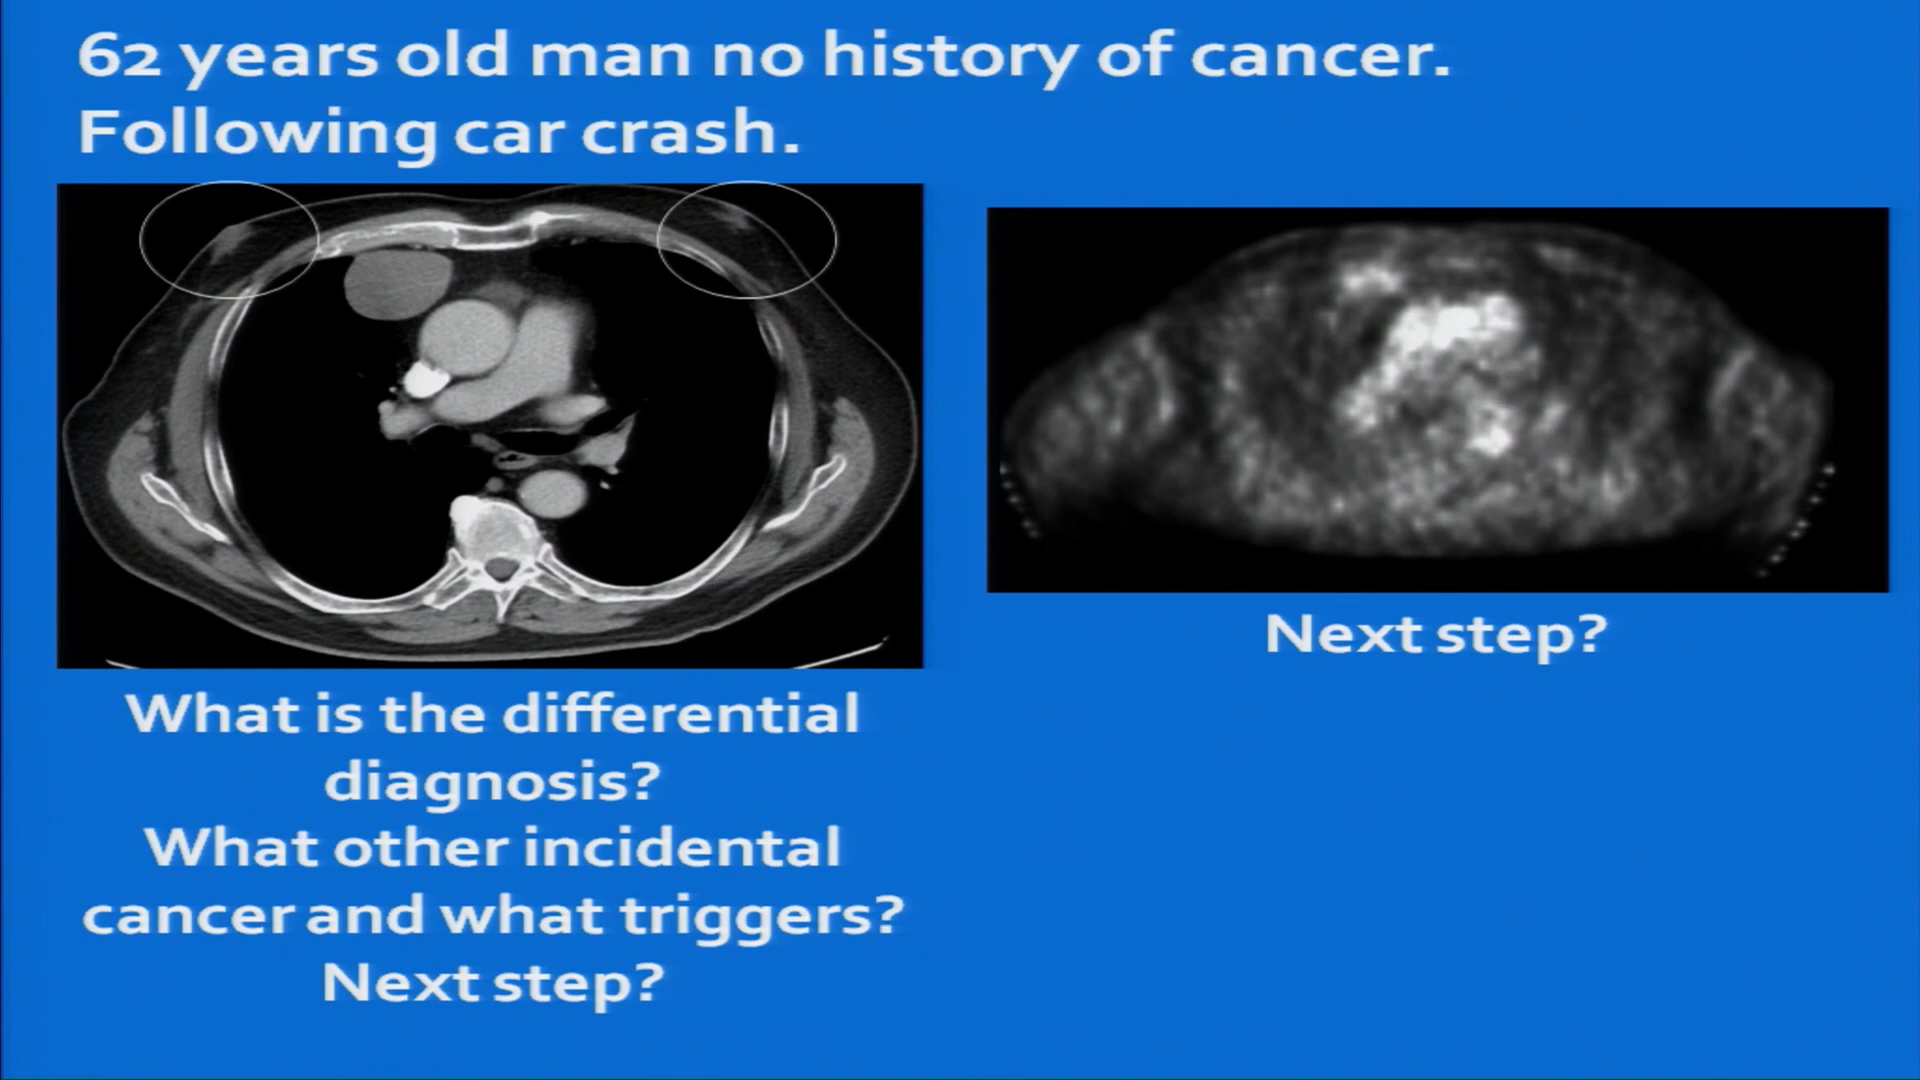 62 years old man no history of cancer.
Following car crash.
Next step?
What is the differential
diagnosis?
What other incidental
cancer and what triggers?
Next step?